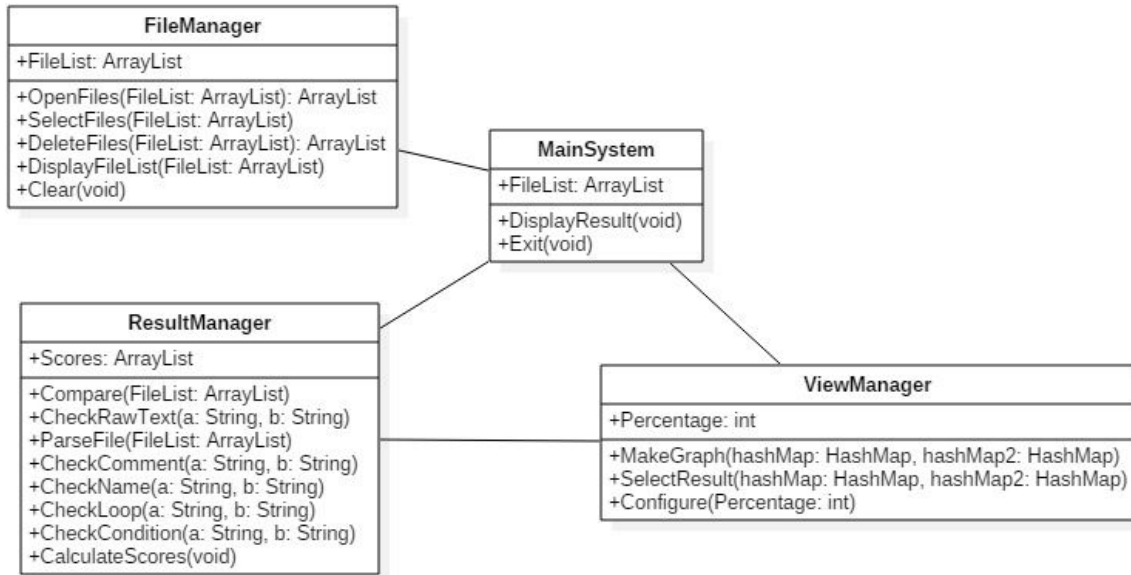 FileManager
+FileList: ArrayList
+OpenFiles(FileList: ArrayList): ArrayList
+SelectFiles(FileList: ArrayList)
+DeleteFiles(FileList: ArrayList): ArrayList
+DisplayFileList(FileList: ArrayList)
+Clear(void)
MainSystem
+FileList: ArrayList
+DisplayResult(void)
+Exit(void)
ResultManager
+Scores: ArrayList
+Compare(FileList: ArrayList)
+CheckRawText(a: String, b: String)
+ParseFile(FileList: ArrayList)
+CheckComment(a: String, b: String)
+CheckName(a: String, b: String)
+CheckLoop(a: String, b: String)
+CheckCondition(a: String, b: String)
+CalculateScores(void)
ViewManager
+Percentage: int
+MakeGraph(hashMap: HashMap, hashMap2: HashMap)
+SelectResult(hashMap: HashMap, hashMap2: HashMap)
+Configure(Percentage: int)